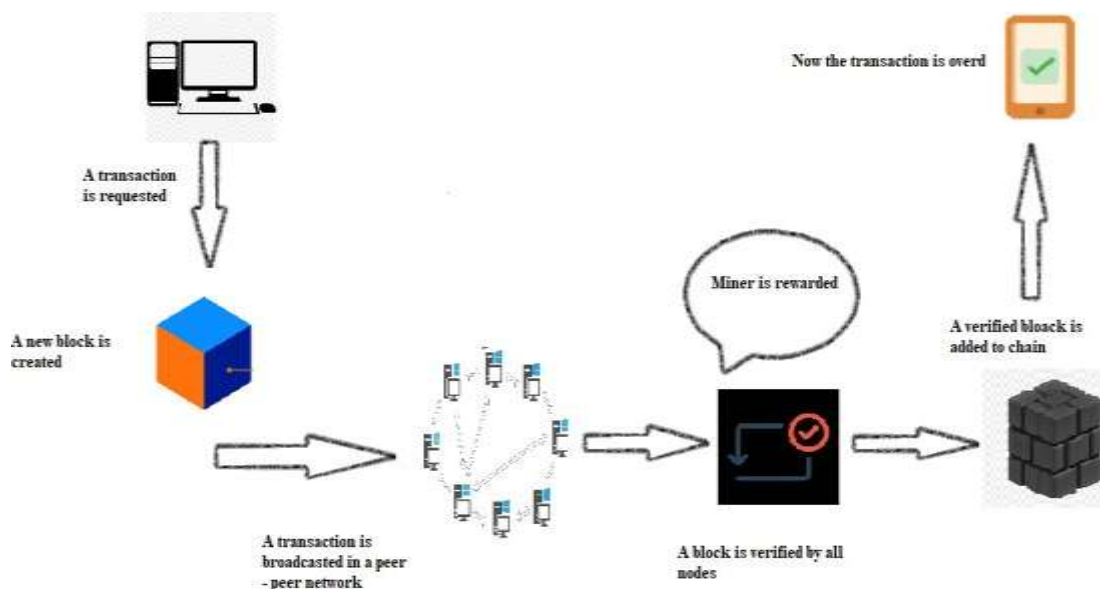 A transaction
is requested
A new block is
created
A transaction is
broadcasted in a peer
- peer network
Miner is rewarded
A block is verified by all
nodes
A verified bloack is
added to chain
Now the transaction is overd